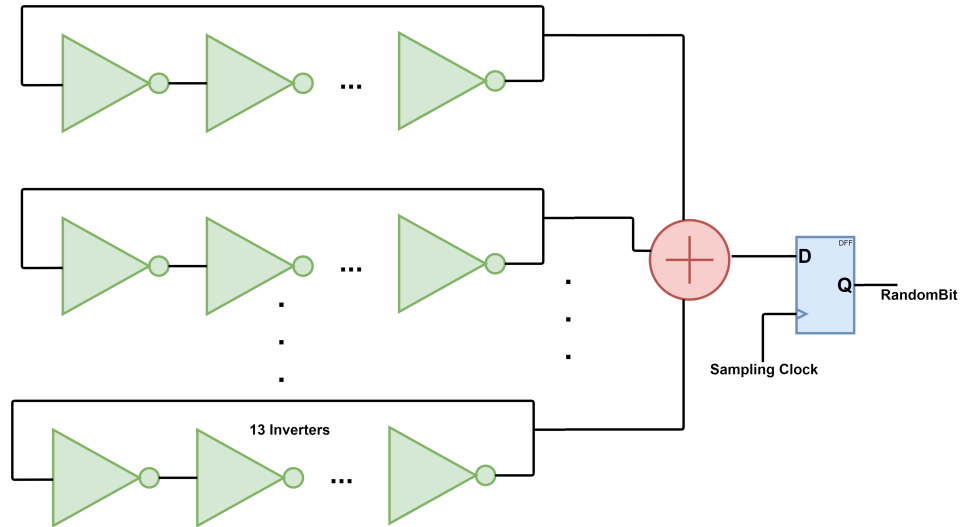 ...
...
DFF
D
Q
RandomBit
Sampling Clock
13 Inverters
...